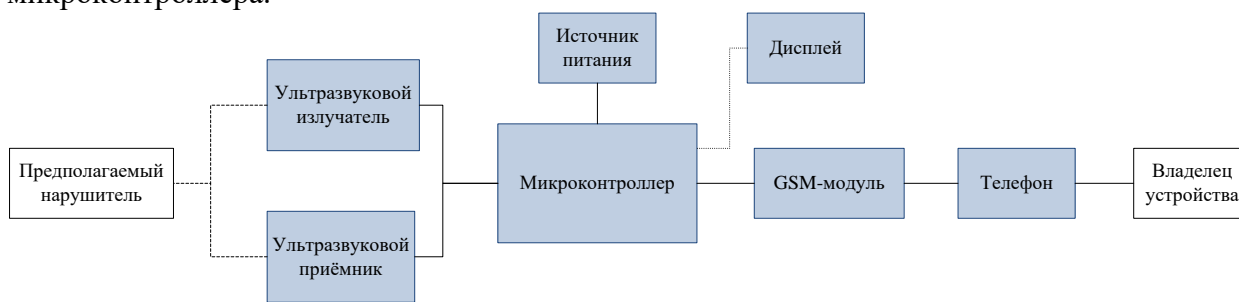 микроконтроллера.
Источник
питания
Дисплей
Ультразвуковой
излучатель
Предполагаемый
нарушитель
Микроконтроллер
GSM-модуль
Телефон
Владелец
устройства
Ультразвуковой
приёмник